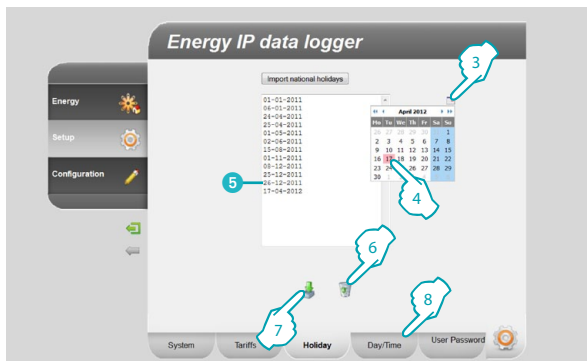 Energy IP data logger
3
Import national holidays
Energy
Setup
Configuration
01-01-2011
06-01-2011
24-04-2011
25-04-2011
01-05-2011
02-06-2011
15-08-2011
01-11-2011
08-12-2011
25-12-2011
26-12-2011
17-04-2012
April 2012
Mo Tu We Th Fr Sa Su
26 27 28 29 30 1
2 3 4 5 6 7 8
9 10 11 12 13 14 15
16 17 18 19 20 21 22
23 24 26 27 28 29
30
4
5
6
7
8
System
Tariffs
Holiday
Day/Time
User Password